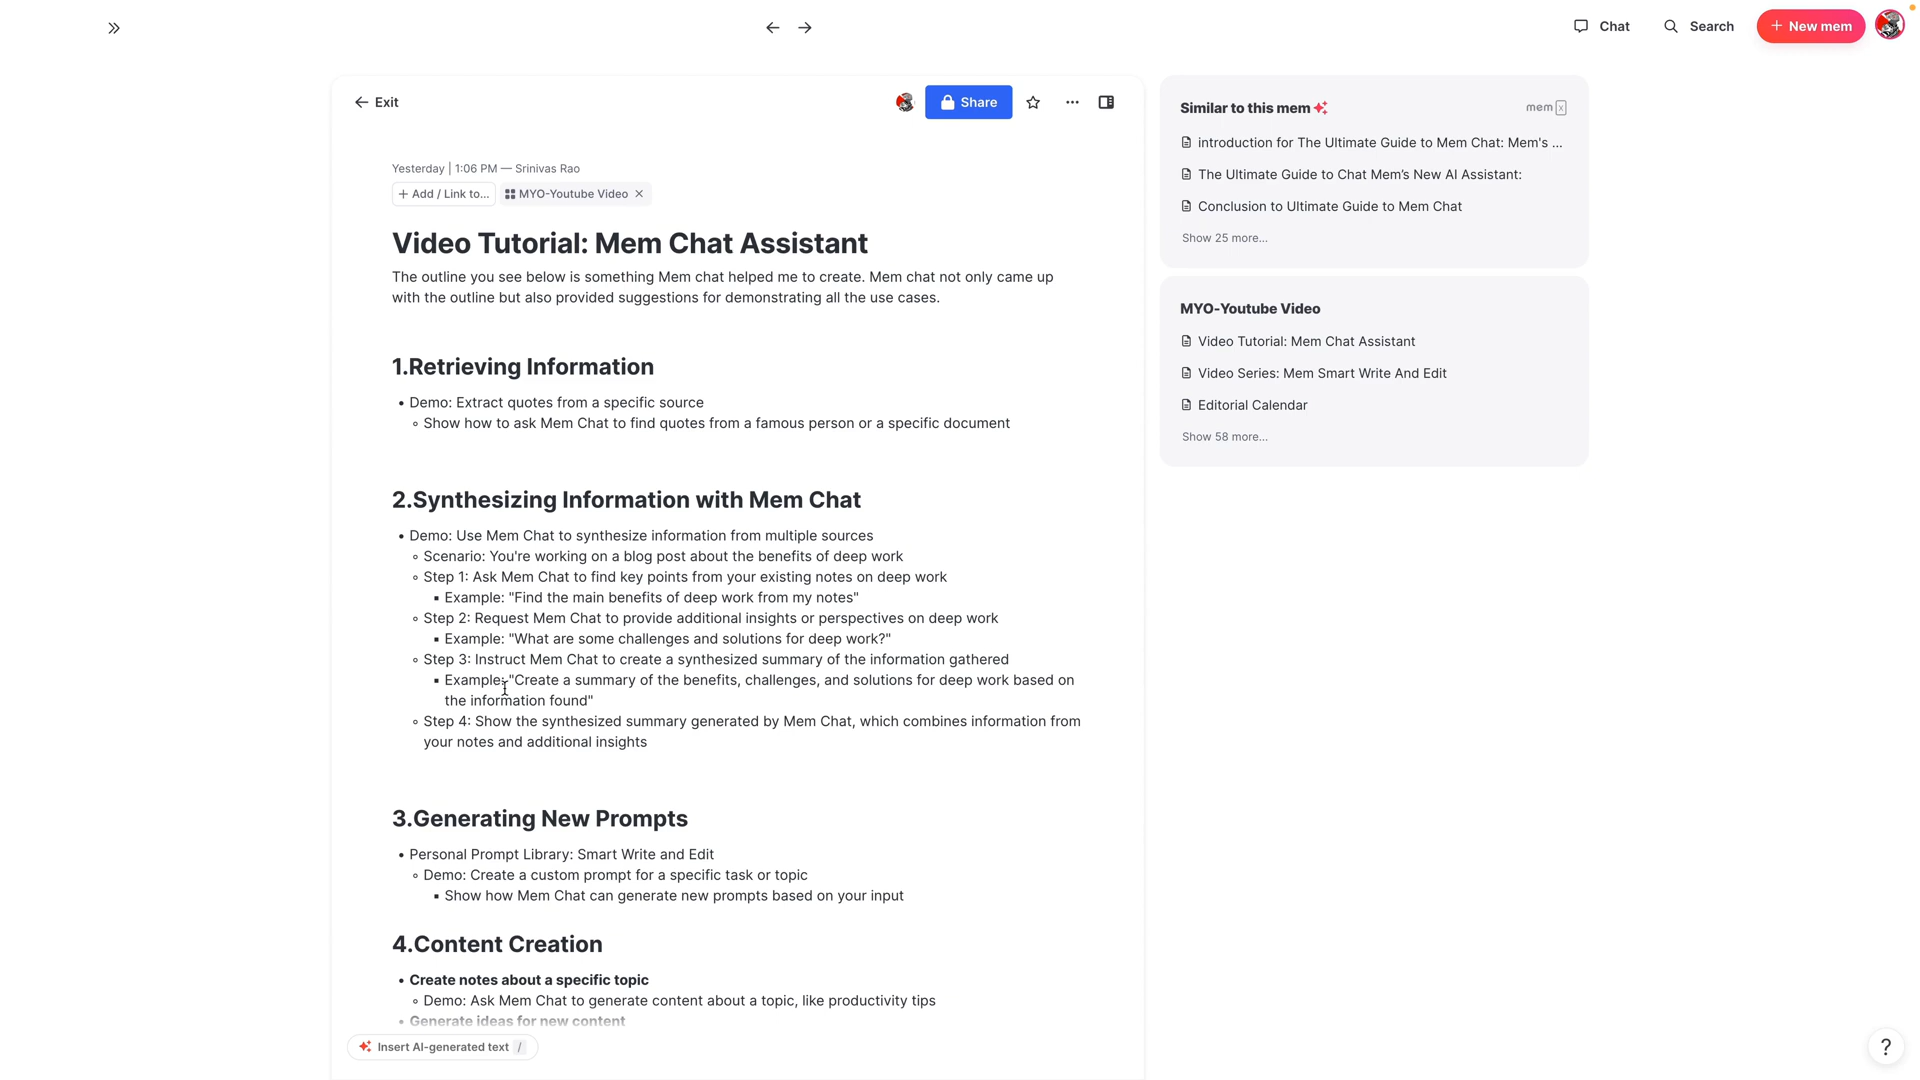 Chat
Search
+ New mem
← Exit
Share
Yesterday | 1:06 PM — Srinivas Rao
+ Add / Link to...
MYO-Youtube Video
Video Tutorial: Mem Chat Assistant
The outline you see below is something Mem chat helped me to create. Mem chat not only came up
with the outline but also provided suggestions for demonstrating all the use cases.
1.Retrieving Information
• Demo: Extract quotes from a specific source
◦ Show how to ask Mem Chat to find quotes from a famous person or a specific document
2.Synthesizing Information with Mem Chat
• Demo: Use Mem Chat to synthesize information from multiple sources
◦ Scenario: You're working on a blog post about the benefits of deep work
◦ Step 1: Ask Mem Chat to find key points from your existing notes on deep work
▪ Example: "Find the main benefits of deep work from my notes"
◦ Step 2: Request Mem Chat to provide additional insights or perspectives on deep work
▪ Example: "What are some challenges and solutions for deep work?"
◦ Step 3: Instruct Mem Chat to create a synthesized summary of the information gathered
▪ Example: "Create a summary of the benefits, challenges, and solutions for deep work based on
the information found"
◦ Step 4: Show the synthesized summary generated by Mem Chat, which combines information from
your notes and additional insights
3.Generating New Prompts
• Personal Prompt Library: Smart Write and Edit
◦ Demo: Create a custom prompt for a specific task or topic
▪ Show how Mem Chat can generate new prompts based on your input
4.Content Creation
• Create notes about a specific topic
◦ Demo: Ask Mem Chat to generate content about a topic, like productivity tips
• Generate ideas for new content
Insert AI-generated text /
Similar to this mem
mem x
introduction for The Ultimate Guide to Mem Chat: Mem's ...
The Ultimate Guide to Chat Mem’s New AI Assistant:
Conclusion to Ultimate Guide to Mem Chat
Show 25 more...
MYO-Youtube Video
Video Tutorial: Mem Chat Assistant
Video Series: Mem Smart Write And Edit
Editorial Calendar
Show 58 more...
?